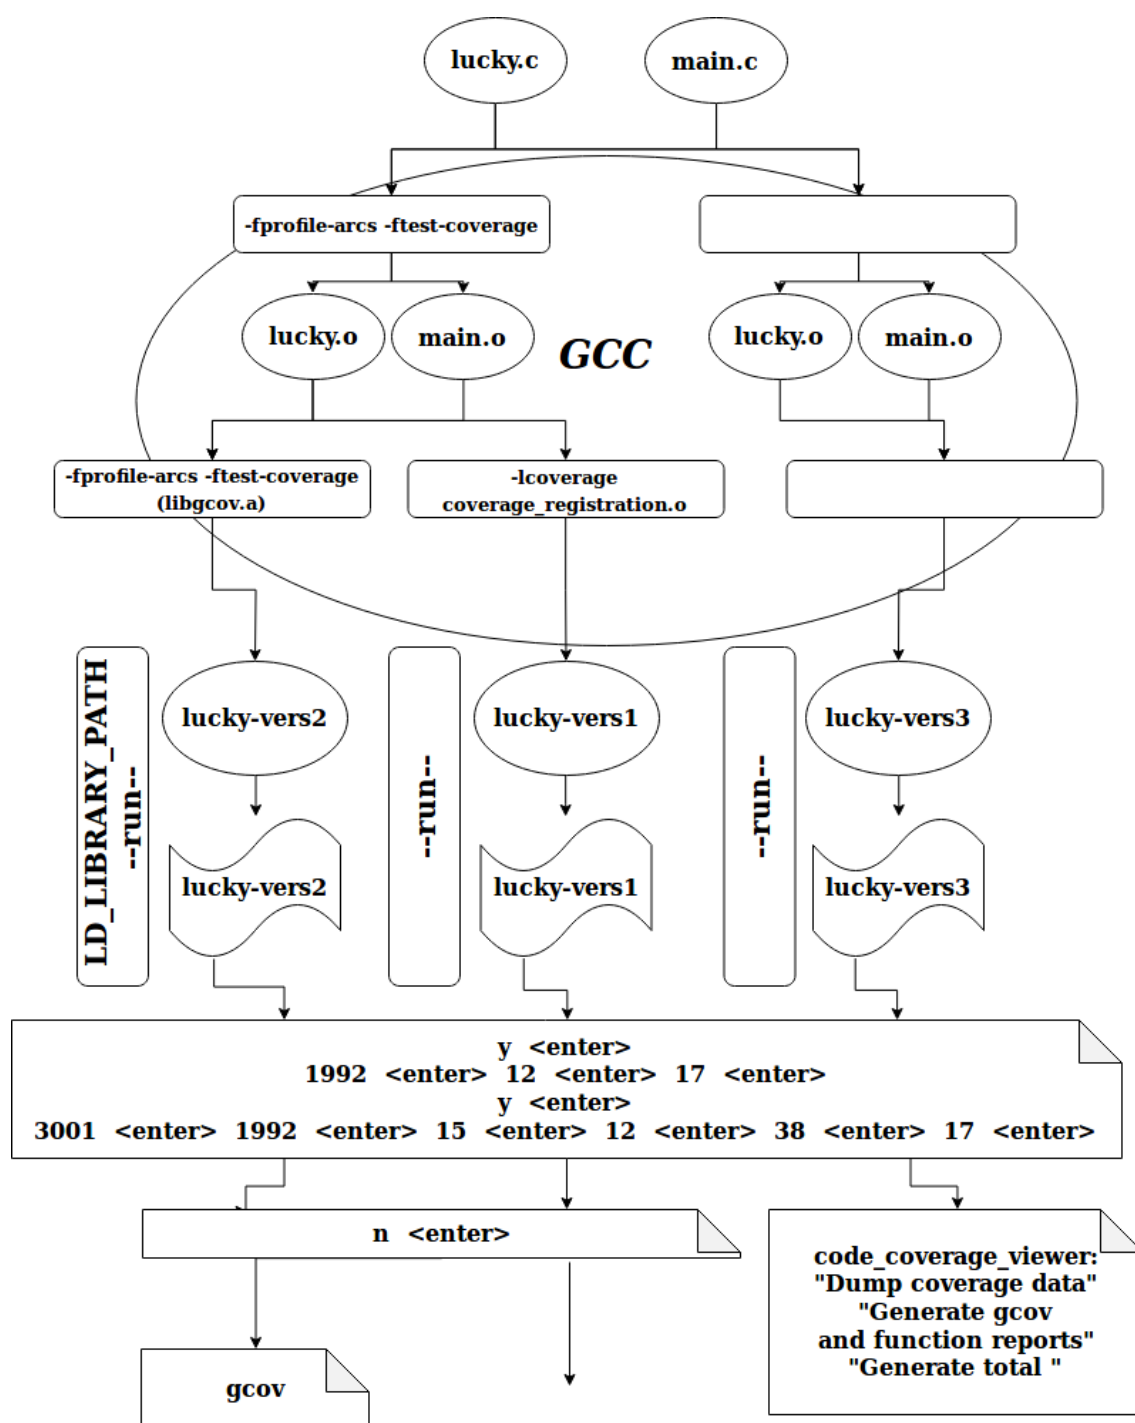 lucky.c
main.c
-fprofile-arcs -ftest-coverage
lucky.o
main.o
GCC
lucky.o
main.o
-fprofile-arcs -ftest-coverage
(libgcov.a)
-lcoverage
coverage_registration.o
LD_LIBRARY_PATH
--run--
lucky-vers2
--run--
lucky-vers1
--run--
lucky-vers3
lucky-vers2
lucky-vers1
lucky-vers3
y <enter>
1992 <enter> 12 <enter> 17 <enter>
y <enter>
3001 <enter> 1992 <enter> 15 <enter> 12 <enter> 38 <enter> 17 <enter>
n <enter>
code_coverage_viewer:
"Dump coverage data"
"Generate gcov
and function reports"
"Generate total "
gcov